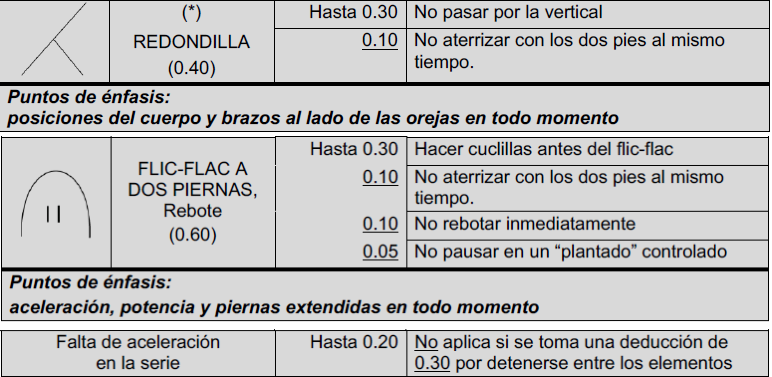 (*)
REDONDILLA
(0.40)
Hasta 0.30 No pasar por la vertical
0.10 No aterrizar con los dos pies al mismo
tiempo.
Puntos de énfasis:
posiciones del cuerpo y brazos al lado de las orejas en todo momento
FLIC-FLAC A
DOS PIERNAS,
Rebote
(0.60)
Hasta 0.30 Hacer cuclillas antes del flic-flac
0.10 No aterrizar con los dos pies al mismo
tiempo.
0.10 No rebotar inmediatamente
0.05 No pausar en un “plantado” controlado
Puntos de énfasis:
aceleración, potencia y piernas extendidas en todo momento
Falta de aceleración
en la serie
Hasta 0.20 No aplica si se toma una deducción de
0.30 por detenerse entre los elementos